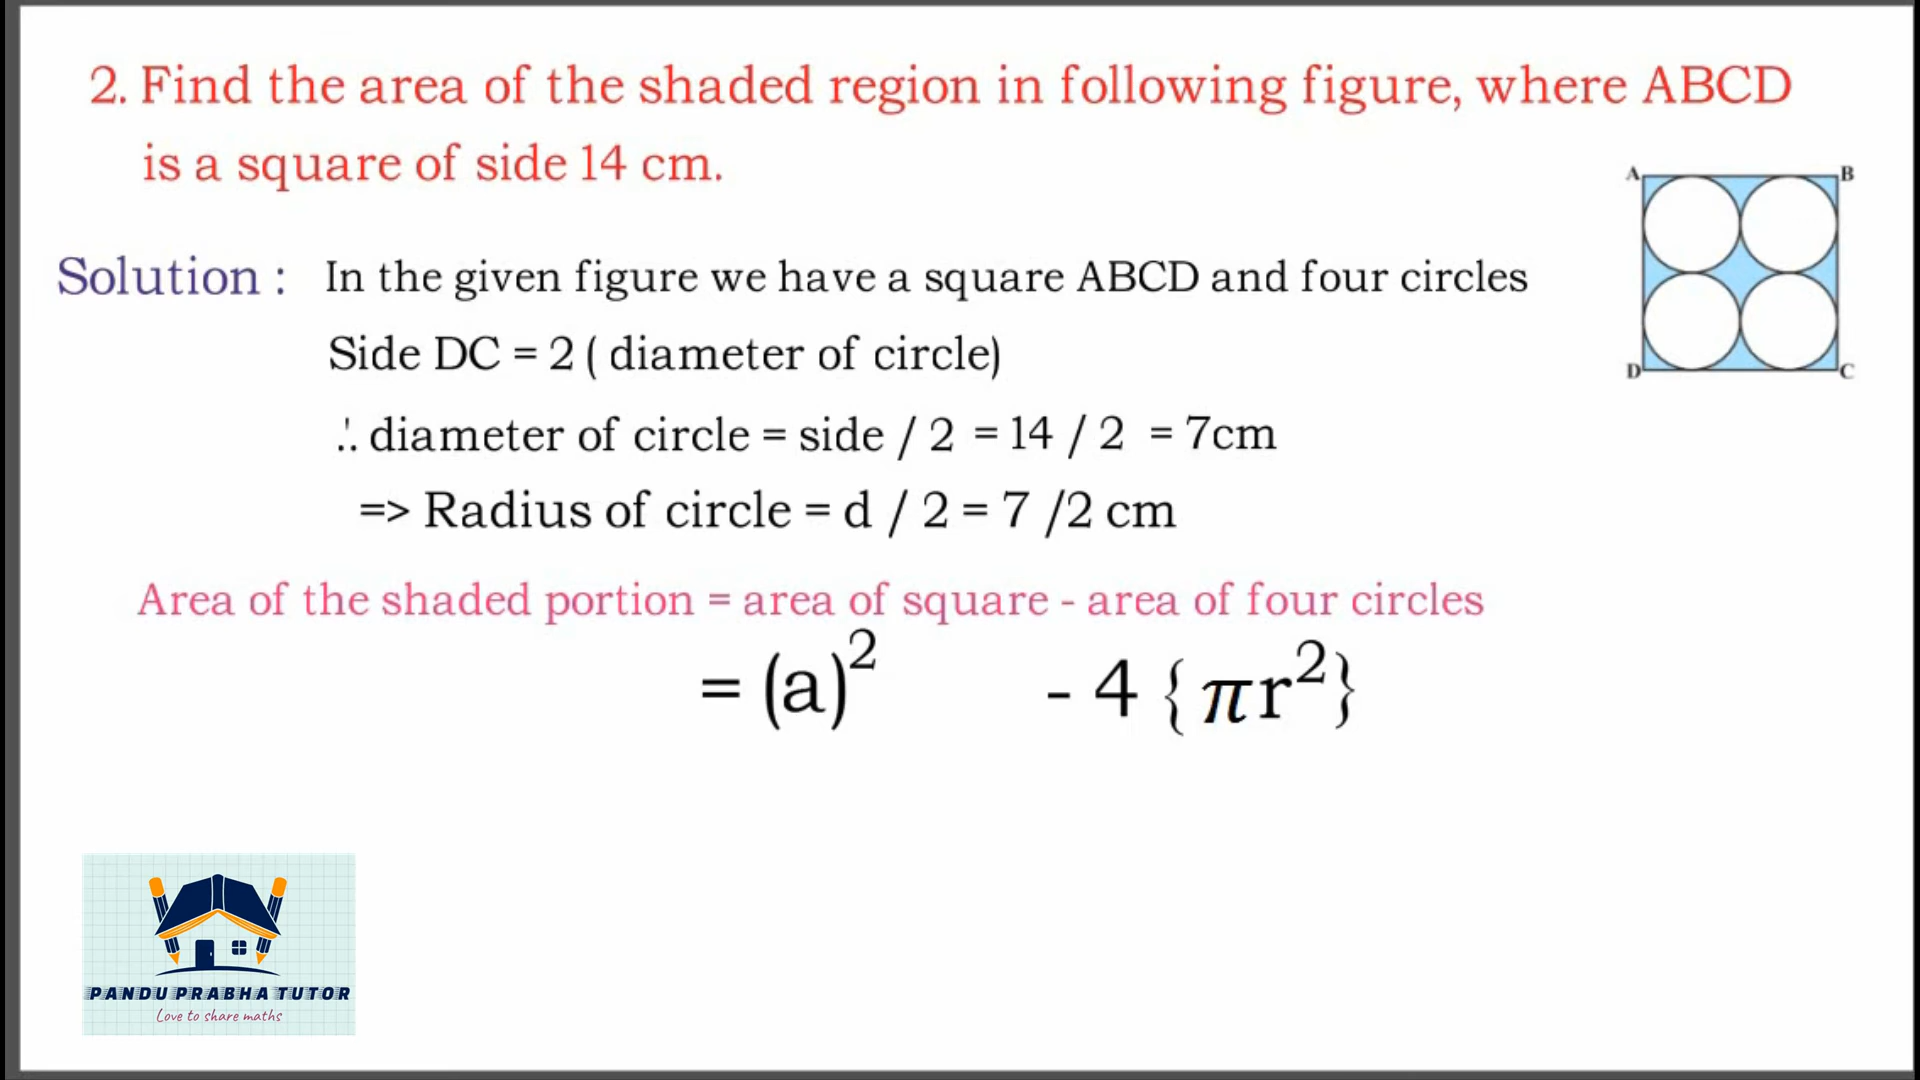 2. Find the area of the shaded region in following figure, where ABCD
is a square of side 14 cm.
A
B
D
C
Solution : In the given figure we have a square ABCD and four circles
Side DC = 2 ( diameter of circle)
∴ diameter of circle = side / 2 = 14 / 2 = 7cm
=> Radius of circle = d / 2 = 7 /2 cm
Area of the shaded portion = area of square - area of four circles
= (a)² - 4 { πr²}
PANDU PRABHA TUTOR
Love to share maths